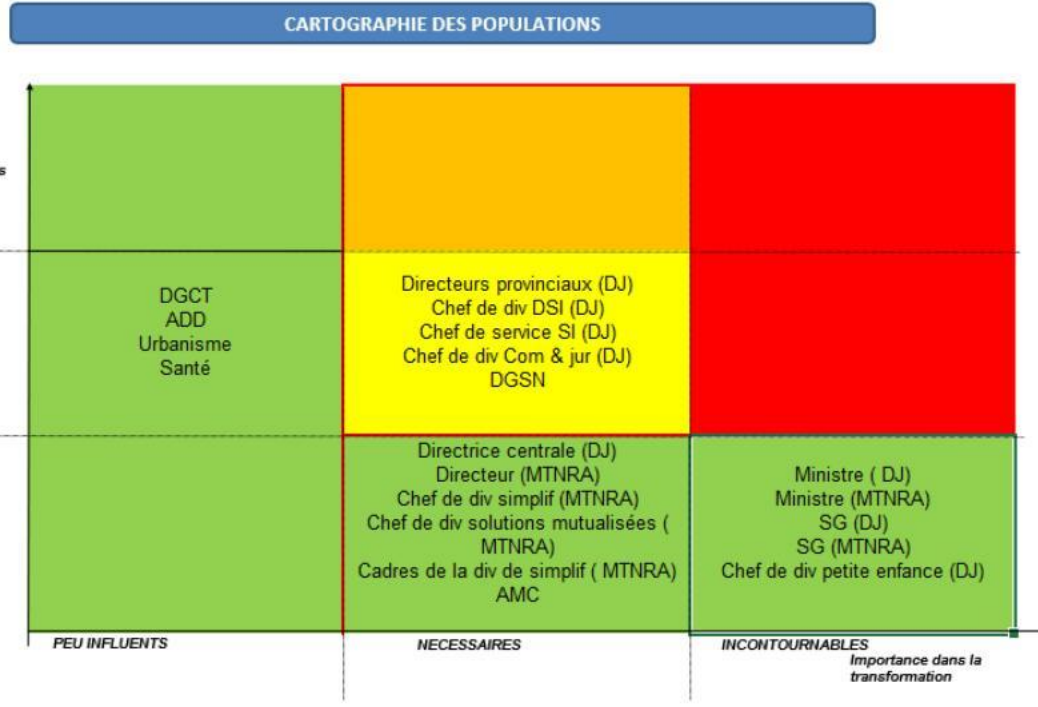 CARTOGRAPHIE DES POPULATIONS
DGCT
ADD
Urbanisme
Santé
Directeurs provinciaux (DJ)
Chef de div DSI (DJ)
Chef de service SI (DJ)
Chef de div Com & jur (DJ)
DGSN
Directrice centrale (DJ)
Directeur (MTNRA)
Chef de div simplif (MTNRA)
Chef de div solutions mutualisées (
MTNRA)
Cadres de la div de simplif ( MTNRA)
AMC
Ministre ( DJ)
Ministre (MTNRA)
SG (DJ)
SG (MTNRA)
Chef de div petite enfance (DJ)
PEU INFLUENTS
NECESSAIRES
INCONTOURNABLES
Importance dans la
transformation